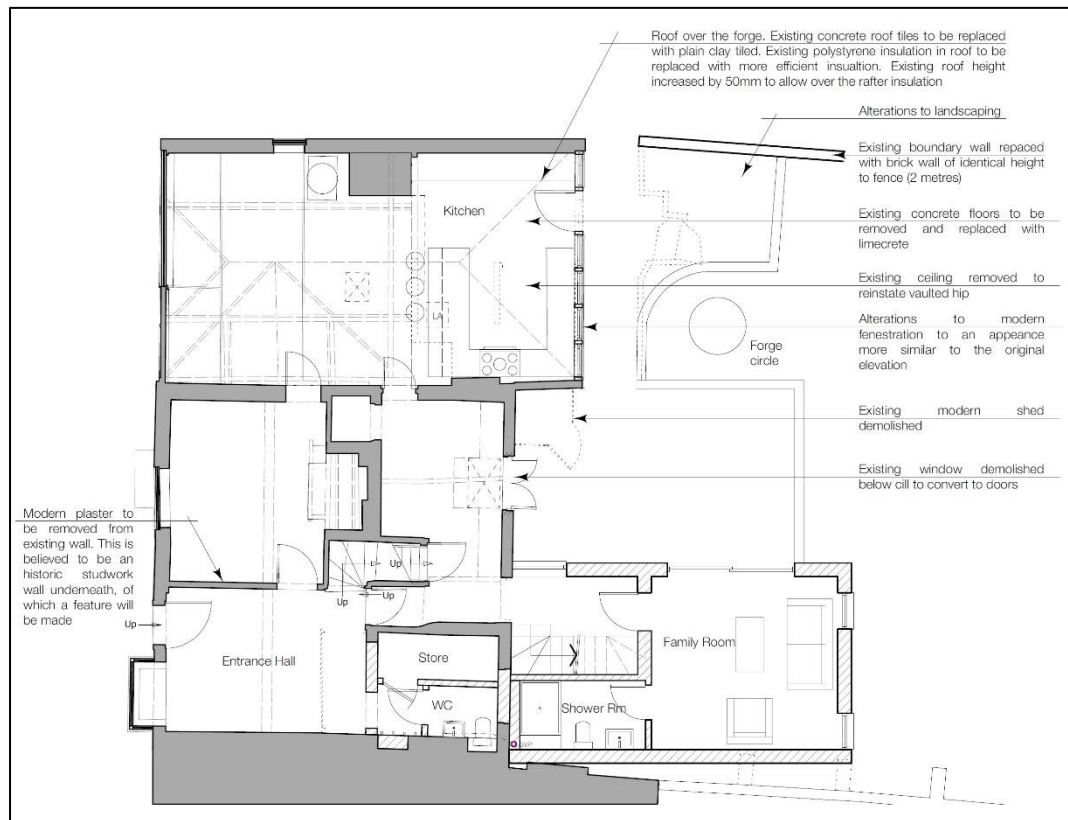 Roof over the forge. Existing concrete roof tiles to be replaced
with plain clay tiled. Existing polystyrene insulation in roof to be
replaced with more efficient insualtion. Existing roof height
increased by 50mm to allow over the rafter insulation
Alterations to landscaping
Existing boundary wall repaced
with brick wall of identical height
to fence (2 metres)
Kitchen
Existing concrete floors to be
removed and replaced with
limecrete
Existing ceiling removed to
reinstate vaulted hip
LA
Alterations to modern
fenestration to an appeance
more similar to the original
elevation
Forge
circle
Existing modern shed
demolished
Existing window demolished
below cill to convert to doors
Modern plaster to
be removed from
existing wall. This is
believed to be an
historic studwork
wall underneath, of
which a feature will
be made
Up
Up
Up
Up
Up
Entrance Hall
Store
WC
Family Room
Shower Rm
SVP